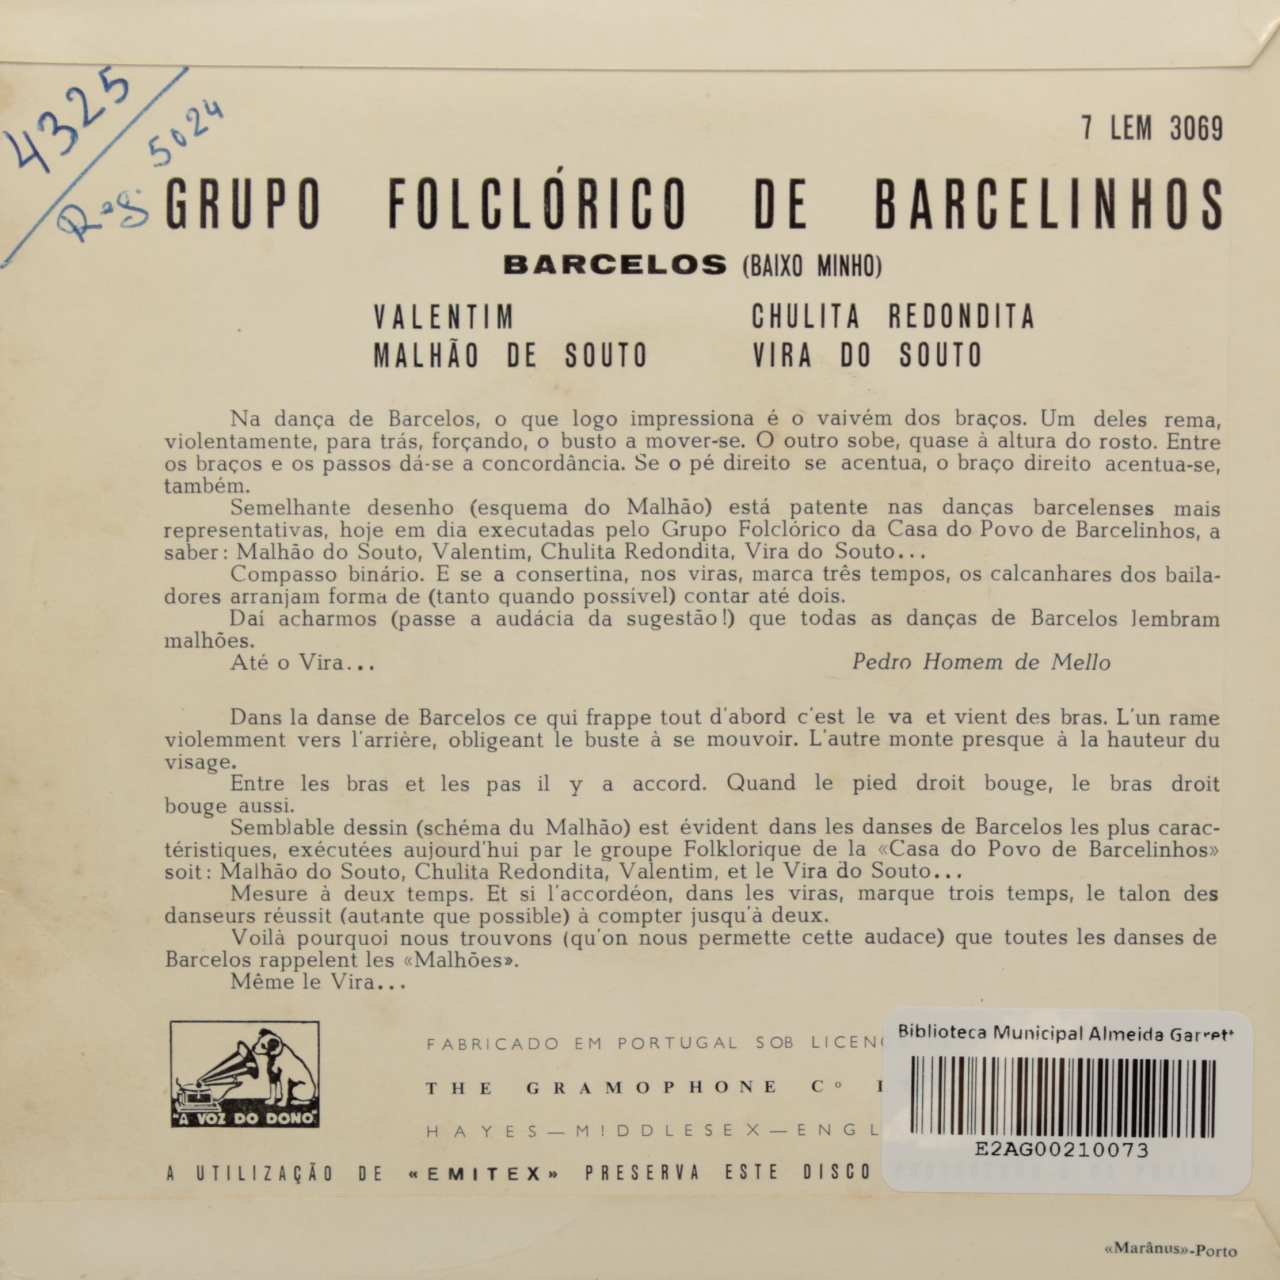 4325
Reg. 5024
7 LEM 3069
GRUPO FOLCLÓRICO DE BARCELINHOS
BARCELOS (BAIXO MINHO)
VALENTIM
MALHÃO DE SOUTO
CHULITA REDONDITA
VIRA DO SOUTO
Na dança de Barcelos, o que logo impressiona é o vaivém dos braços. Um deles rema,
violentamente, para trás, forçando, o busto a mover-se. O outro sobe, quase à altura do rosto. Entre
os braços e os passos dá-se a concordância. Se o pé direito se acentua, o braço direito acentua-se,
também.
Semelhante desenho (esquema do Malhão) está patente nas danças barcelenses mais
representativas, hoje em dia executadas pelo Grupo Folclórico da Casa do Povo de Barcelinhos, a
saber: Malhão do Souto, Valentim, Chulita Redondita, Vira do Souto...
Compasso binário. E se a consertina, nos viras, marca três tempos, os calcanhares dos baila-
dores arranjam forma de (tanto quando possível) contar até dois.
Daí acharmos (passe a audácia da sugestão!) que todas as danças de Barcelos lembram
malhões.
Até o Vira...
Pedro Homem de Mello
Dans la danse de Barcelos ce qui frappe tout d'abord c'est le va et vient des bras. L'un rame
violemment vers l'arrière, obligeant le buste à se mouvoir. L'autre monte presque à la hauteur du
visage.
Entre les bras et les pas il y a accord. Quand le pied droit bouge, le bras droit
bouge aussi.
Semblable dessin (schéma du Malhão) est évident dans les danses de Barcelos les plus carac-
téristiques, exécutées aujourd'hui par le groupe Folklorique de la «Casa do Povo de Barcelinhos»
soit: Malhão do Souto, Chulita Redondita, Valentim, et le Vira do Souto...
Mesure à deux temps. Et si l'accordéon, dans les viras, marque trois temps, le talon des
danseurs réussit (autante que possible) à compter jusqu'à deux.
Voilà pourquoi nous trouvons (qu'on nous permette cette audace) que toutes les danses de
Barcelos rappelent les «Malhões».
Même le Vira...
"A VOZ DO DONO"
FABRICADO EM PORTUGAL SOB
THE GRAMOPHONE Cº
HAYES—MIDDLESEX—
A UTILIZAÇÃO DE «EMITEX» PRESERVA ESTE DISCO
Biblioteca Municipal Almeida Garrett
E2AG00210073
«Marânus»-Porto